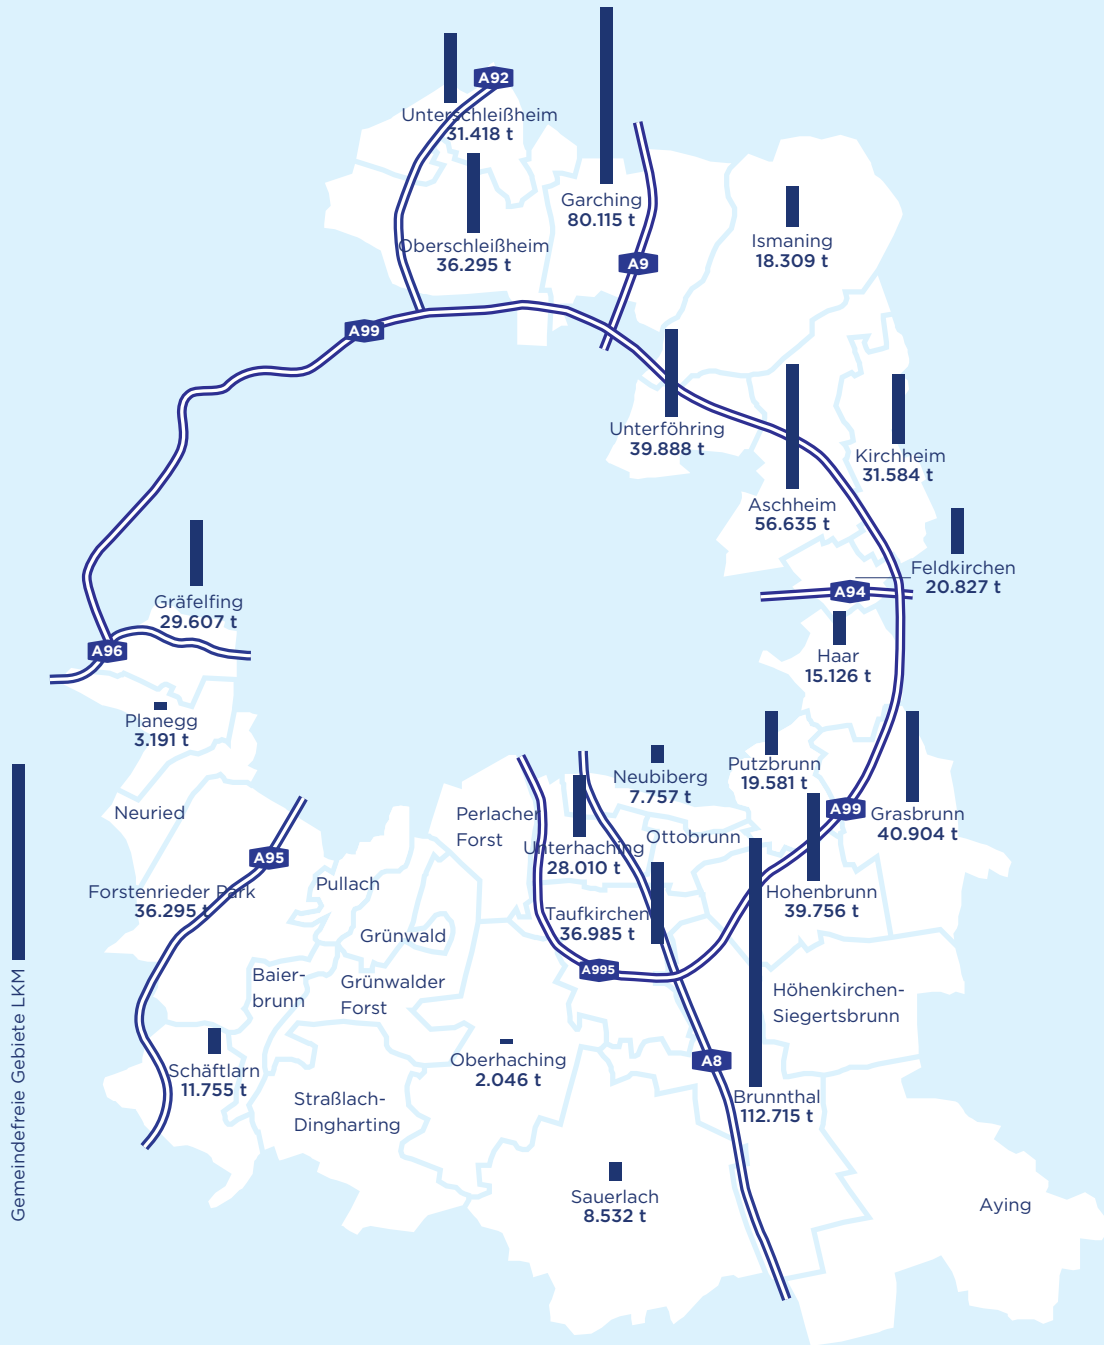 A92
Unterschleißheim
31.418 t
Garching
80.115 t
Oberschleißheim
36.295 t
Ismaning
18.309 t
A9
A99
Unterföhring
39.888 t
Kirchheim
31.584 t
Aschheim
56.635 t
Feldkirchen
20.827 t
A94
Gräfelfing
29.607 t
A96
Haar
15.126 t
Planegg
3.191 t
Putzbrunn
19.581 t
Neubiberg
7.757 t
Neuried
Perlacher
Forst
Ottobrunn
A99
Grasbrunn
40.904 t
Unterhaching
28.010 t
A95
Pullach
Forstenrieder Park
36.295 t
Hohenbrunn
39.756 t
Taufkirchen
36.985 t
Grünwald
A995
Baier-
brunn
Grünwalder
Forst
Höhenkirchen-
Siegertsbrunn
Gemeindefreie Gebiete LKM
Schäftlarn
11.755 t
Oberhaching
2.046 t
A8
Straßlach-
Dingharting
Brunnthal
112.715 t
Sauerlach
8.532 t
Aying